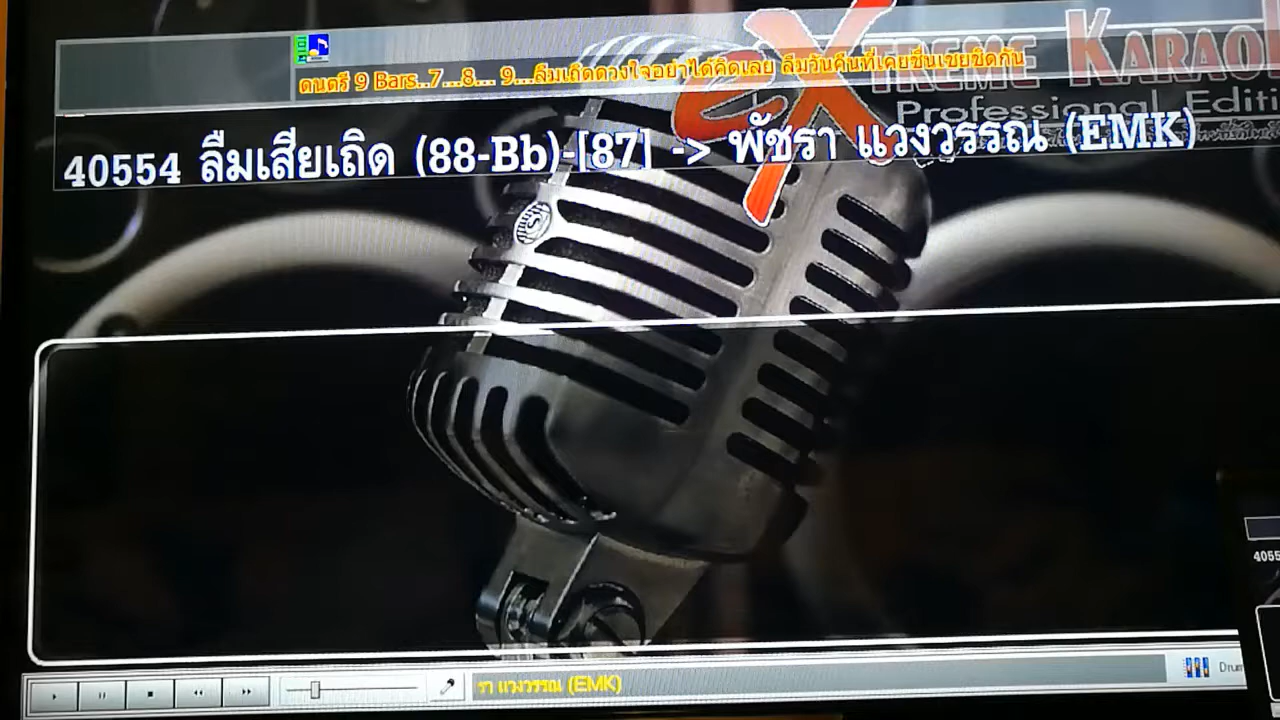 ดนตรี 9 Bars..7...8... 9...ลืมเถิดดวงใจอย่าได้คิดเลย ลืมวันคืนที่เคยชื่นเชยชิดกัน
eXTREME KARAO
Professional Editi
40554 ลืมเสียเถิด (88-Bb)-[87] -> พัชรา แวงวรรณ (EMK)
S
รา แวงวรรณ (EMK)
Drum
4055